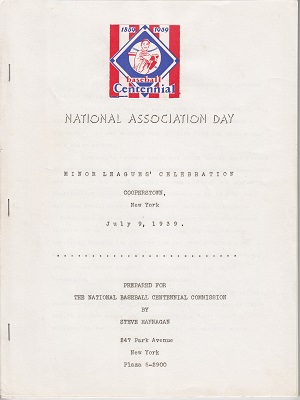 1839 1939
baseball
Centennial
NATIONAL ASSOCIATION DAY
MINOR LEAGUES' CELEBRATION
COOPERSTOWN,
New York
July 9, 1939.
PREPARED FOR
THE NATIONAL BASEBALL CENTENNIAL COMMISSION
BY
STEVE HANNAGAN
247 Park Avenue
New York
Plaza 5-2900